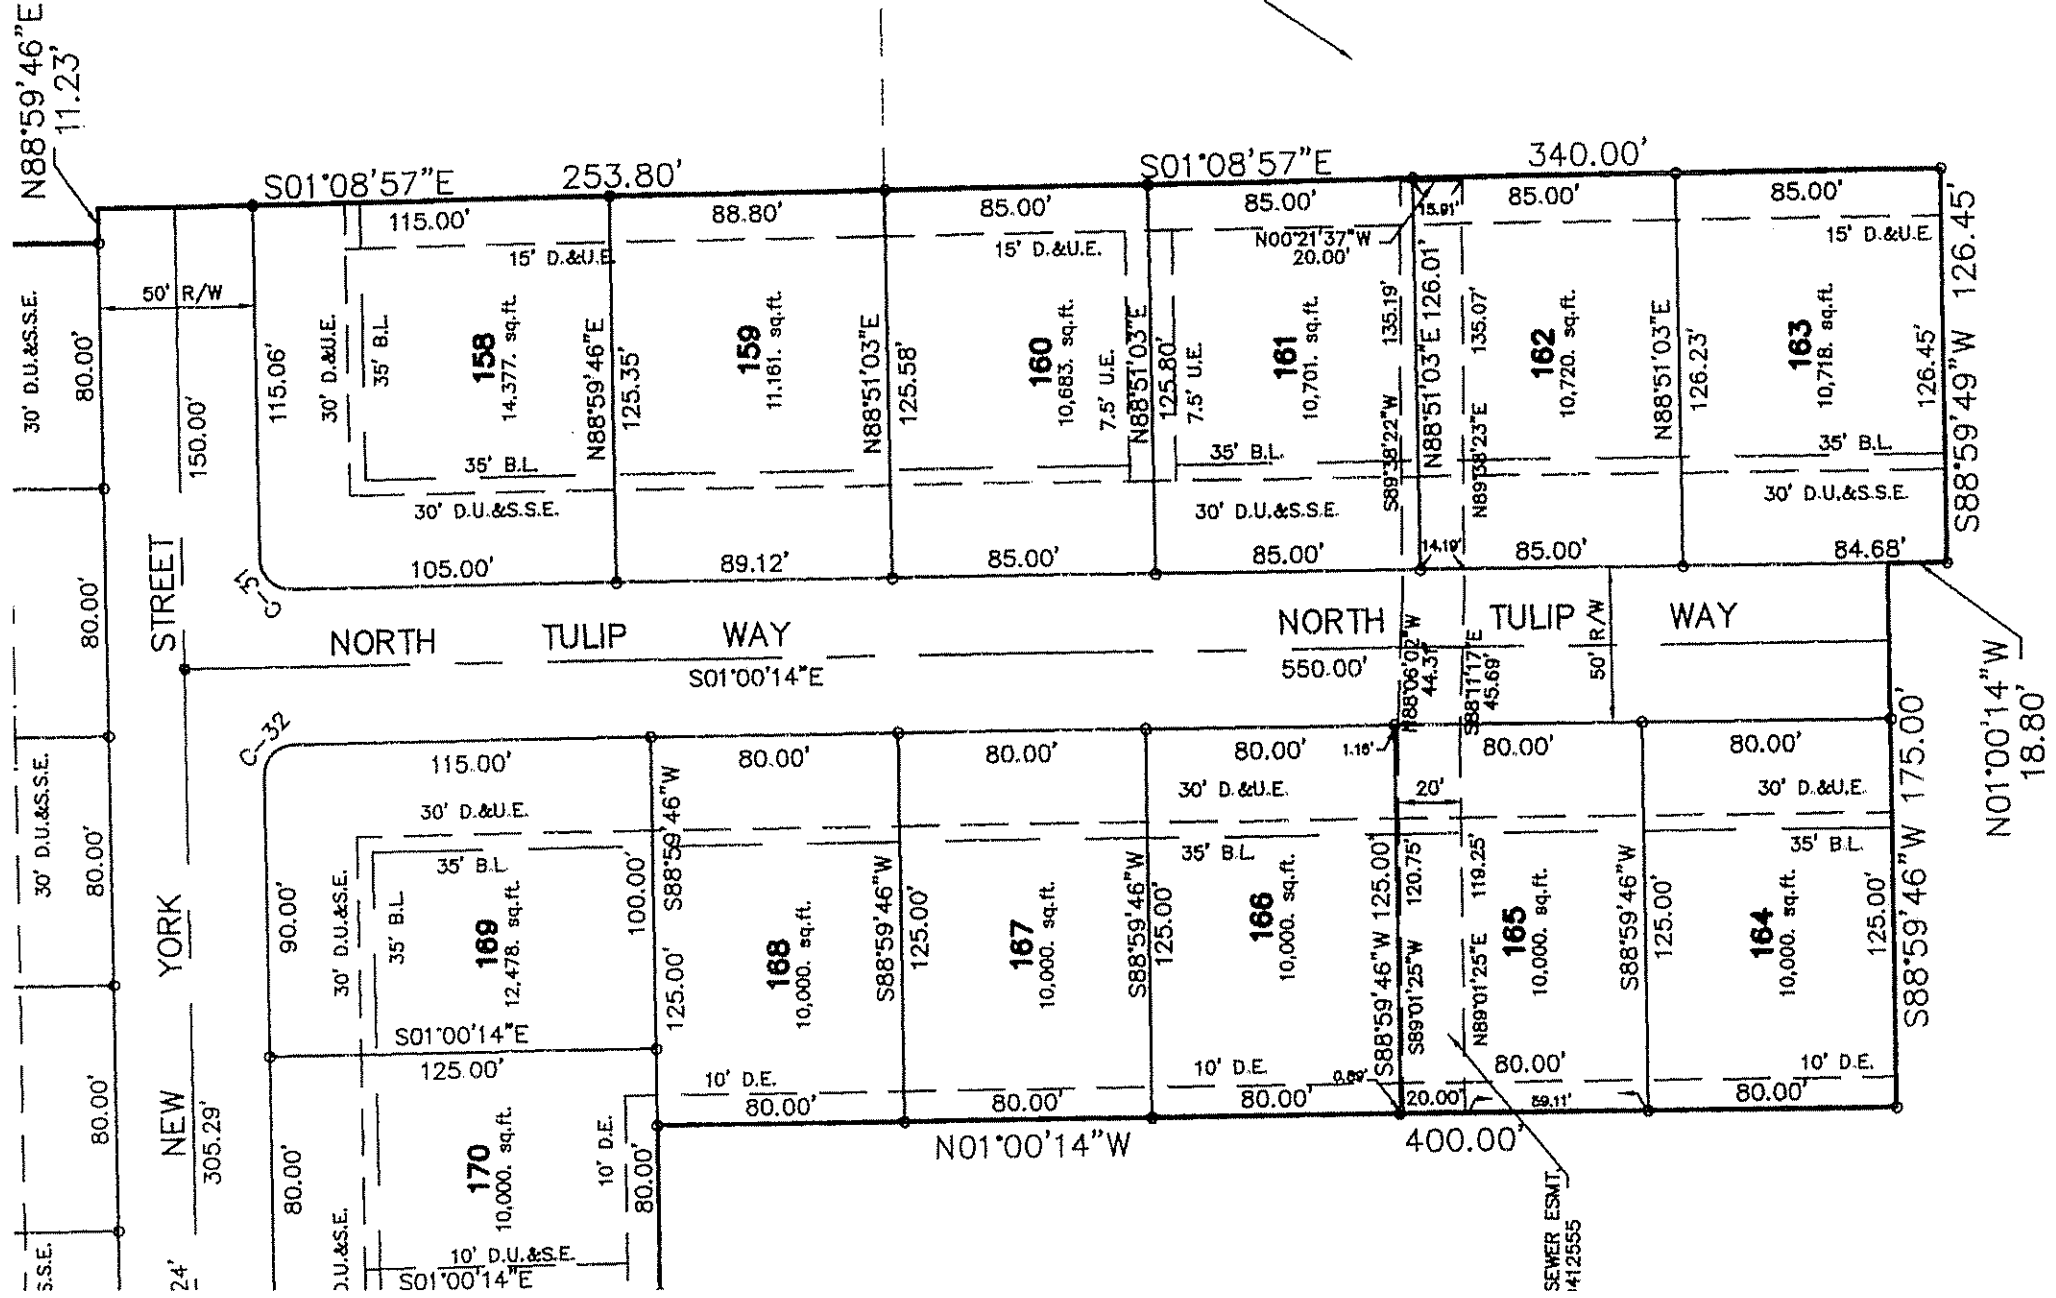 N88°59'46"E
11.23'
S01°08'57"E
253.80'
S01°08'57"E
340.00'
115.00'
88.80'
85.00'
85.00'
15.91'
85.00'
85.00'
15' D.&U.E.
15' D.&U.E.
N00°21'37"W
20.00'
15' D.&U.E.
50' R/W
30' D.U.&S.S.E.
80.00'
150.00'
115.06'
30' D.&U.E.
35' B.L.
158
14,377. sq.ft.
N88°59'46"E
125.35'
159
11,161. sq.ft.
N88°51'03"E
125.58'
160
10,683. sq.ft.
7.5' U.E.
N88°51'03"E
125.80'
7.5' U.E.
161
10,701. sq.ft.
S89°38'22"W
135.19'
N88°51'03"E 126.01'
N89°38'23"E
135.07'
162
10,720. sq.ft.
N88°51'03"E
126.23'
163
10,718. sq.ft.
126.45'
S88°59'49"W 126.45'
35' B.L.
35' B.L.
35' B.L.
30' D.U.&S.S.E.
30' D.U.&S.S.E.
30' D.U.&S.S.E.
C-31
105.00'
89.12'
85.00'
85.00'
14.19'
85.00'
84.68'
80.00'
STREET
NORTH TULIP WAY
NORTH TULIP WAY
S01°00'14"E
550.00'
N88°06'02"W
44.31'
S88°11'17"E
45.69'
50' R/W
N01°00'14"W
18.80'
C-32
115.00'
80.00'
80.00'
80.00'
1.16'
80.00'
80.00'
30' D.U.&S.S.E.
80.00'
30' D.&U.E.
30' D.&U.E.
20'
30' D.&U.E.
35' B.L.
35' B.L.
35' B.L.
YORK
90.00'
30' D.U.&S.E.
35' B.L.
169
12,478. sq.ft.
100.00'
S88°59'46"W
125.00'
168
10,000. sq.ft.
S88°59'46"W
125.00'
167
10,000. sq.ft.
S88°59'46"W
125.00'
166
10,000. sq.ft.
S88°59'46"W 125.00'
S89°01'25"W
120.75'
N89°01'25"E
119.25'
165
10,000. sq.ft.
S88°59'46"W
125.00'
164
10,000. sq.ft.
125.00'
S88°59'46"W 175.00'
S01°00'14"E
125.00'
10' D.E.
10' D.E.
0.89'
80.00'
10' D.E.
80.00'
80.00'
80.00'
20.00'
59.11'
80.00'
N01°00'14"W
400.00'
80.00'
NEW
305.29'
80.00'
170
10,000. sq.ft.
10' D.E.
80.00'
10' D.U.&S.E.
S01°00'14"E
S.S.E.
24'
D.U.&S.E.
SEWER ESMT.
412555